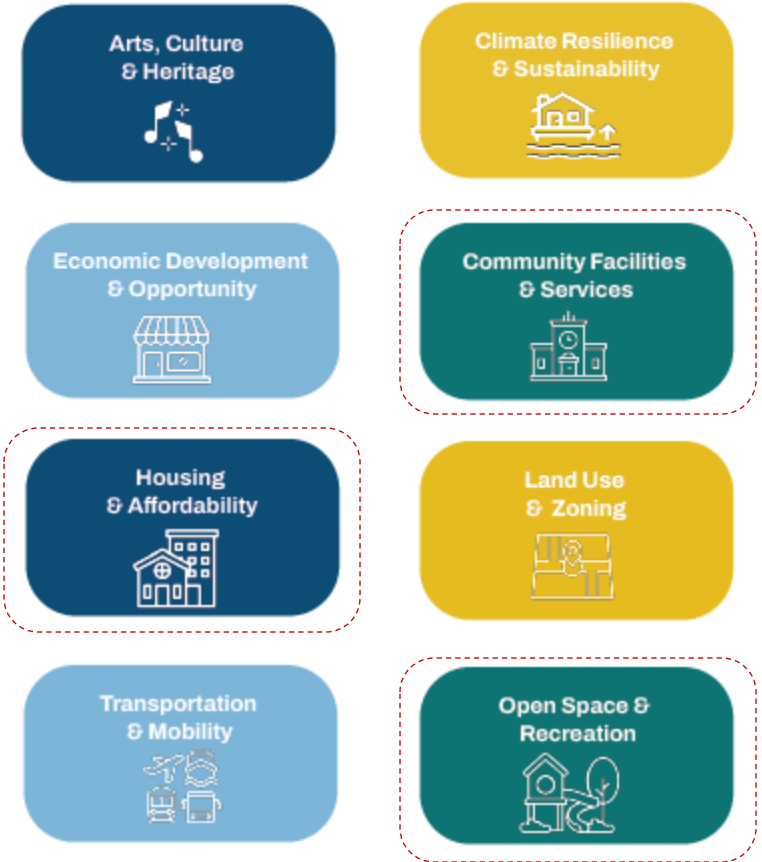 Arts, Culture
& Heritage
Climate Resilience
& Sustainability
Economic Development
& Opportunity
Community Facilities
& Services
Housing
& Affordability
Land Use
& Zoning
Transportation
& Mobility
Open Space &
Recreation